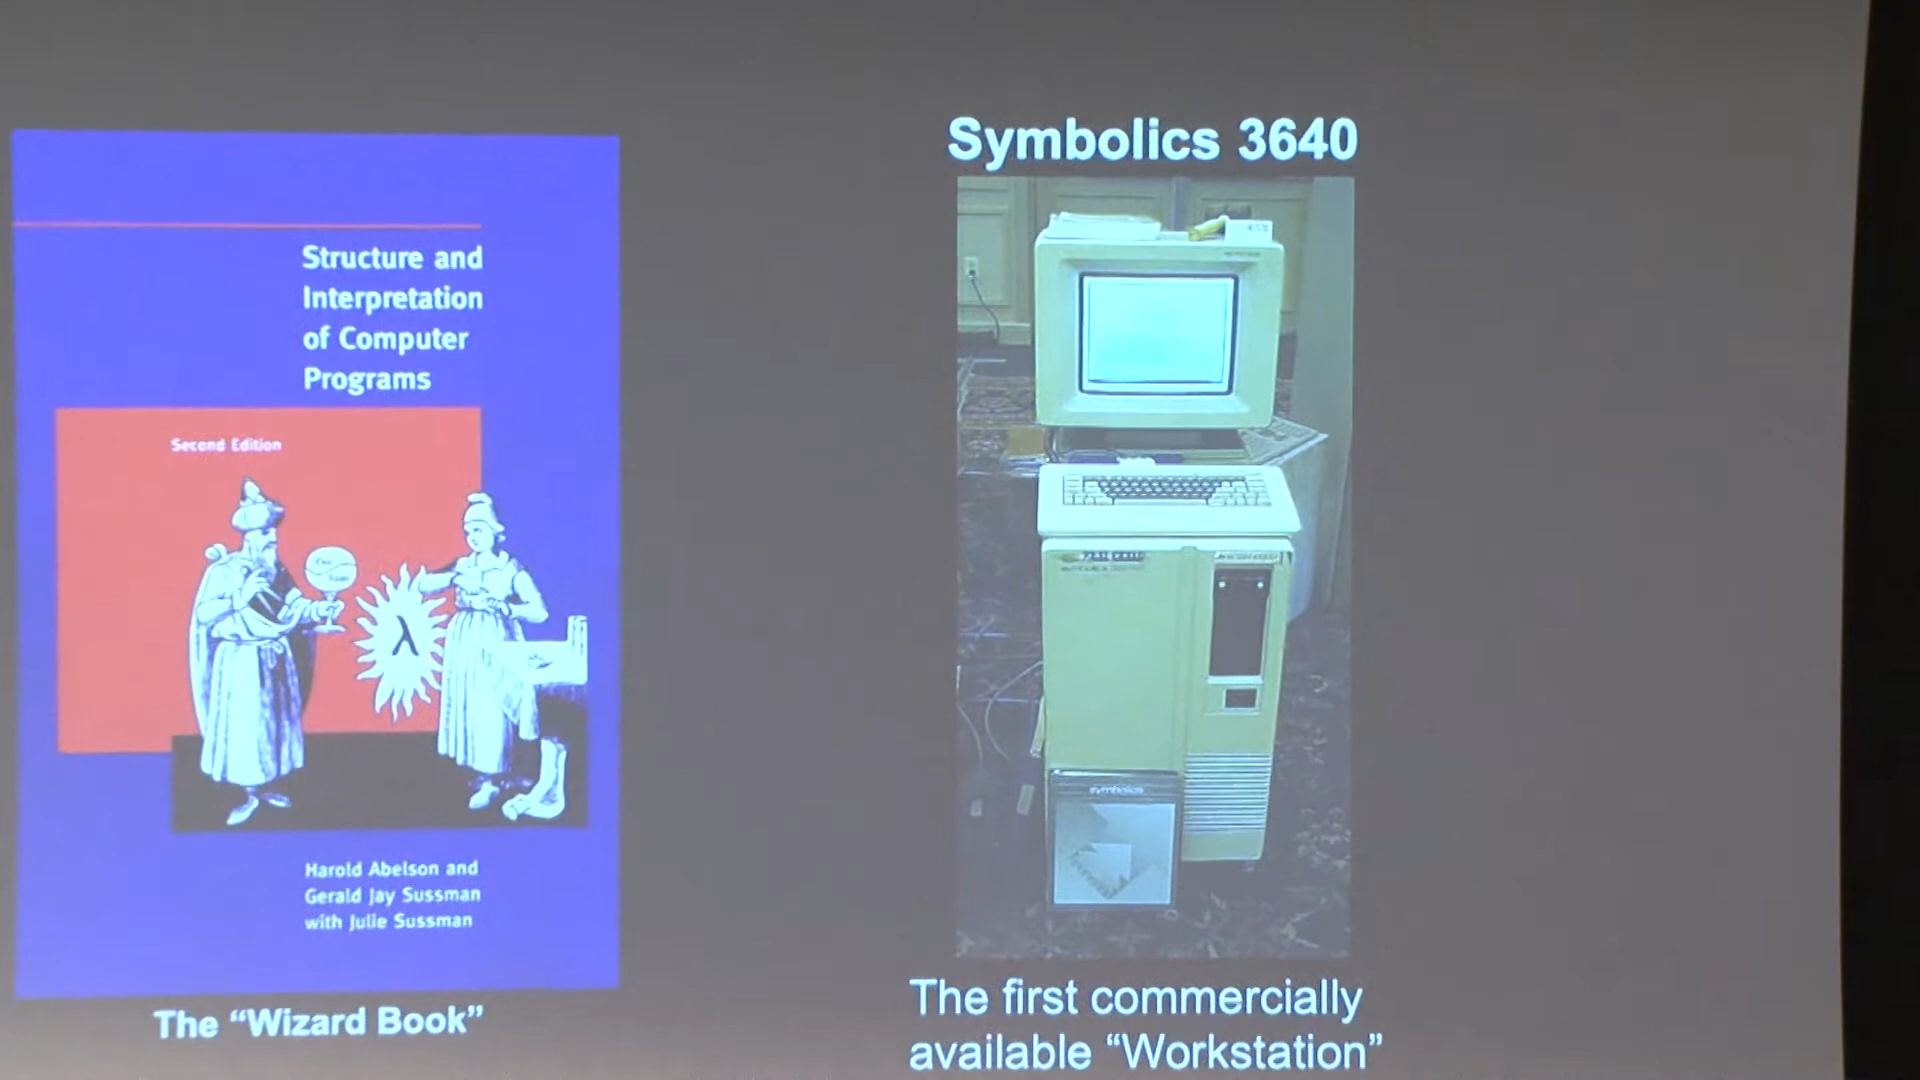 Structure and
Interpretation
of Computer
Programs
Second Edition
λ
Harold Abelson and
Gerald Jay Sussman
with Julie Sussman
The “Wizard Book”
Symbolics 3640
symbolics
The first commercially
available “Workstation”